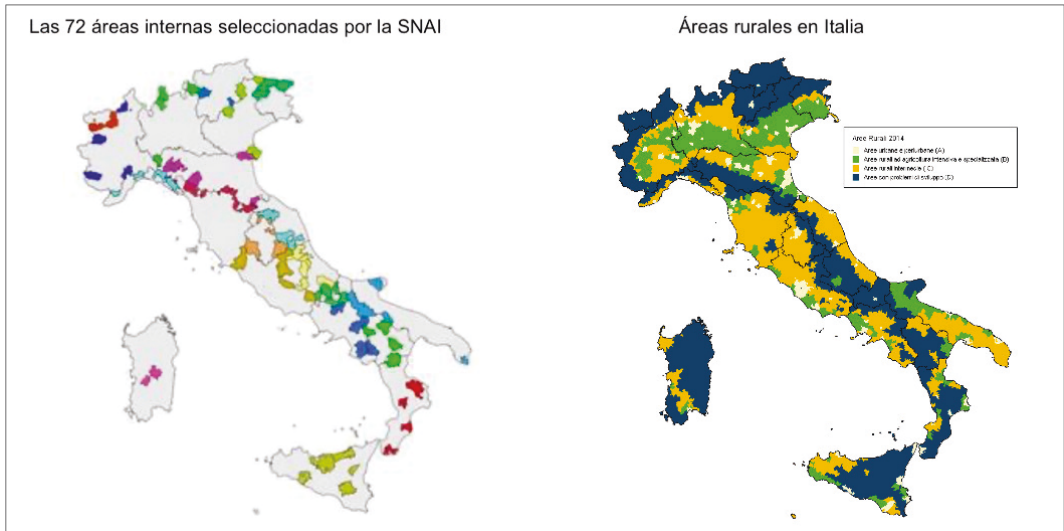 Las 72 áreas internas seleccionadas por la SNAI
Áreas rurales en Italia
Aree Rurali 2014
Aree urbane e periurbane (A)
Aree rurali ad agricoltura intensiva e specializzata (B)
Aree rurali intermedie (C)
Aree con problemi di sviluppo (D)